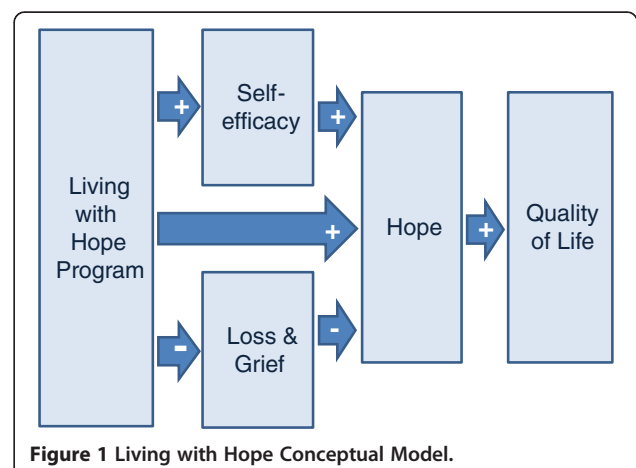 Living
with
Hope
Program
+
Self-
efficacy
+
+
-
Loss &
Grief
-
Hope
+
Quality
of Life
Figure 1 Living with Hope Conceptual Model.